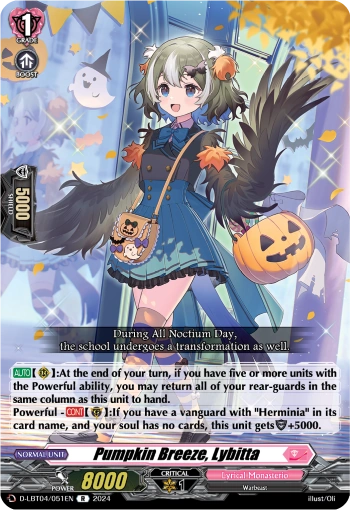 1
GRADE
BOOST
5000
SHIELD
During All Noctium Day,
the school undergoes a transformation as well.
AUTO [ ]:At the end of your turn, if you have five or more units with
the Powerful ability, you may return all of your rear-guards in the
same column as this unit to hand.
Powerful - CONT [ ]:If you have a vanguard with "Herminia" in its
card name, and your soul has no cards, this unit gets +5000.
NORMAL UNIT
Pumpkin Breeze, Lybitta
POWER
8000
CRITICAL
1
Lyrical Monasterio
Warbeast
D-LBT04/051EN R 2024
illust/Oli